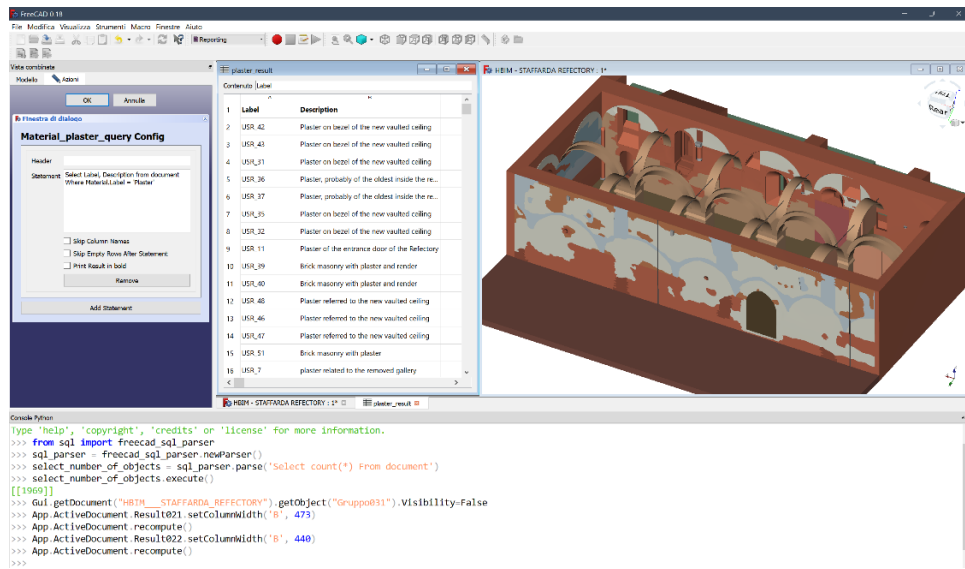 FreeCAD 0.19
File Modifica Visualizza Strumenti Macro Finestre Aiuto
Reporting
Vista combinata
Modello Azioni
OK Annulla
Finestra di dialogo
Material_plaster_query Config
Header
Statement Select Label, Description from document
Where Material.Label = 'Plaster'
Skip Column Names
Skip Empty Rows After Statement
Print Result in bold
Remove
Add Statement
plaster_result
Contenuto Label
1 Label Description
2 USR_42 Plaster on bezel of the new vaulted ceiling
3 USR_43 Plaster on bezel of the new vaulted ceiling
4 USR_31 Plaster on bezel of the new vaulted ceiling
5 USR_36 Plaster, probably of the oldest inside the re...
6 USR_37 Plaster, probably of the oldest inside the re...
7 USR_35 Plaster on bezel of the new vaulted ceiling
8 USR_32 Plaster on bezel of the new vaulted ceiling
9 USR_11 Plaster of the entrance door of the Refectory
10 USR_39 Brick masonry with plaster and render
11 USR_40 Brick masonry with plaster and render
12 USR_48 Plaster referred to the new vaulted ceiling
13 USR_46 Plaster referred to the new vaulted ceiling
14 USR_47 Plaster referred to the new vaulted ceiling
15 USR_51 Brick masonry with plaster
16 USR_7 plaster related to the removed gallery
HBIM - STAFFARDA REFECTORY : 1*
Rear
HBIM - STAFFARDA REFECTORY : 1* plaster_result
Console Python
Type 'help', 'copyright', 'credits' or 'license' for more information.
>>> from sql import freecad_sql_parser
>>> sql_parser = freecad_sql_parser.newParser()
>>> select_number_of_objects = sql_parser.parse('Select count(*) From document')
>>> select_number_of_objects.execute()
[[1969]]
>>> Gui.getDocument("HBIM___STAFFARDA_REFECTORY").getObject("Gruppo031").Visibility=False
>>> App.ActiveDocument.Result021.setColumnWidth('B', 473)
>>> App.ActiveDocument.recompute()
>>> App.ActiveDocument.Result022.setColumnWidth('B', 440)
>>> App.ActiveDocument.recompute()
>>>